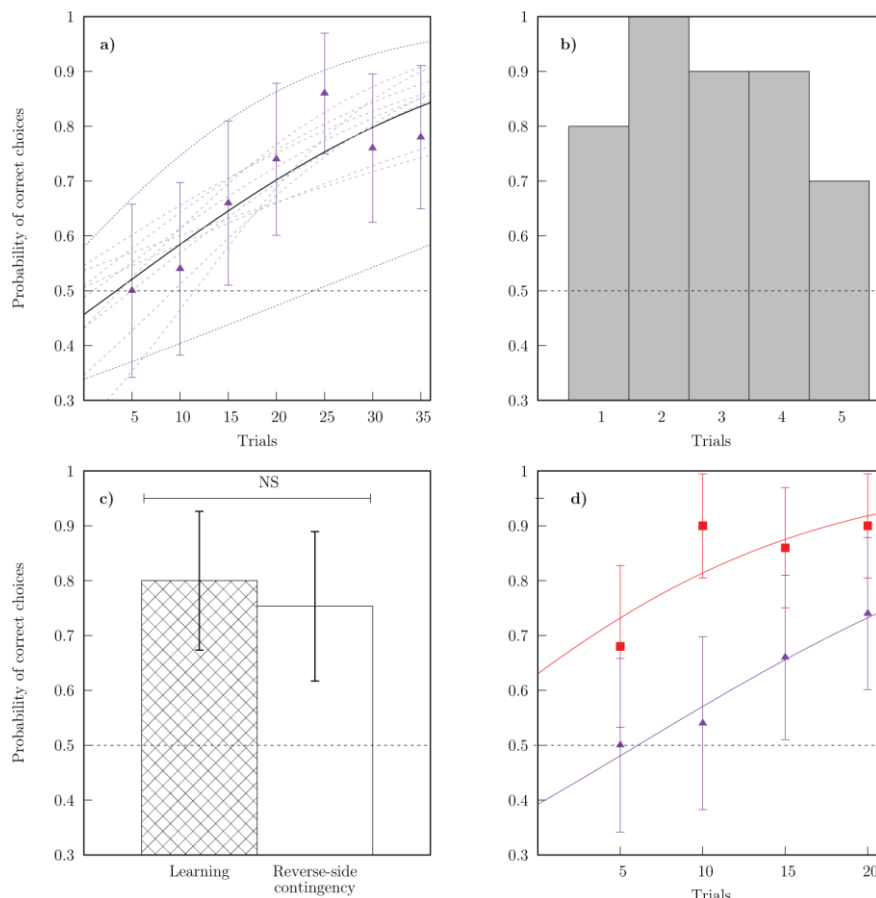 a)
Probability of correct choices
1
0.9
0.8
0.7
0.6
0.5
0.4
0.3
5 10 15 20 25 30 35
Trials
b)
1
0.9
0.8
0.7
0.6
0.5
0.4
0.3
1 2 3 4 5
Trials
c)
NS
Probability of correct choices
1
0.9
0.8
0.7
0.6
0.5
0.4
0.3
Learning
Reverse-side
contingency
d)
1
0.9
0.8
0.7
0.6
0.5
0.4
0.3
5 10 15 20
Trials